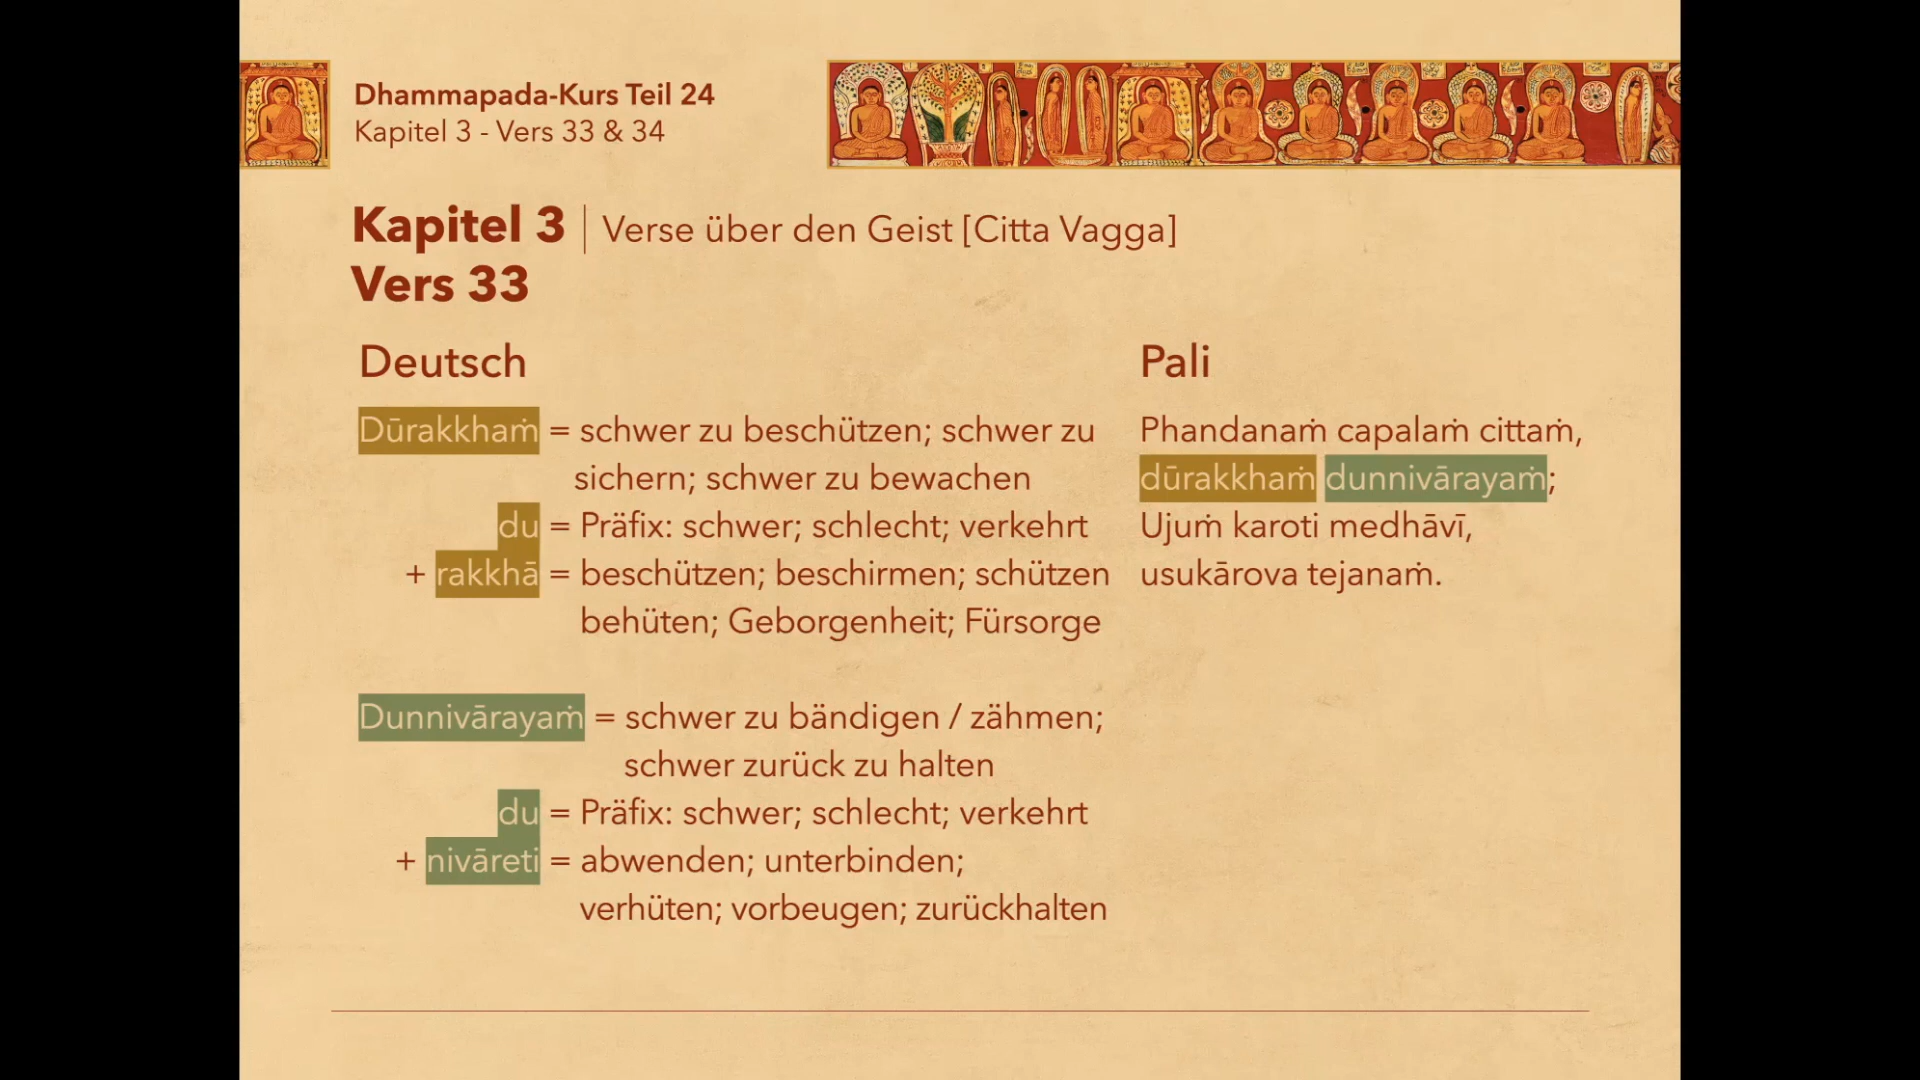 Dhammapada-Kurs Teil 24
Kapitel 3 - Vers 33 & 34
Kapitel 3 | Verse über den Geist [Citta Vagga]
Vers 33
Deutsch
Dūrakkhaṁ = schwer zu beschützen; schwer zu
sichern; schwer zu bewachen
du = Präfix: schwer; schlecht; verkehrt
+ rakkhā = beschützen; beschirmen; schützen
behüten; Geborgenheit; Fürsorge
Dunnivārayaṁ = schwer zu bändigen / zähmen;
schwer zurück zu halten
du = Präfix: schwer; schlecht; verkehrt
+ nivāreti = abwenden; unterbinden;
verhüten; vorbeugen; zurückhalten
Pali
Phandanaṁ capalaṁ cittaṁ,
dūrakkhaṁ dunnivārayaṁ;
Ujuṁ karoti medhāvī,
usukārova tejanaṁ.